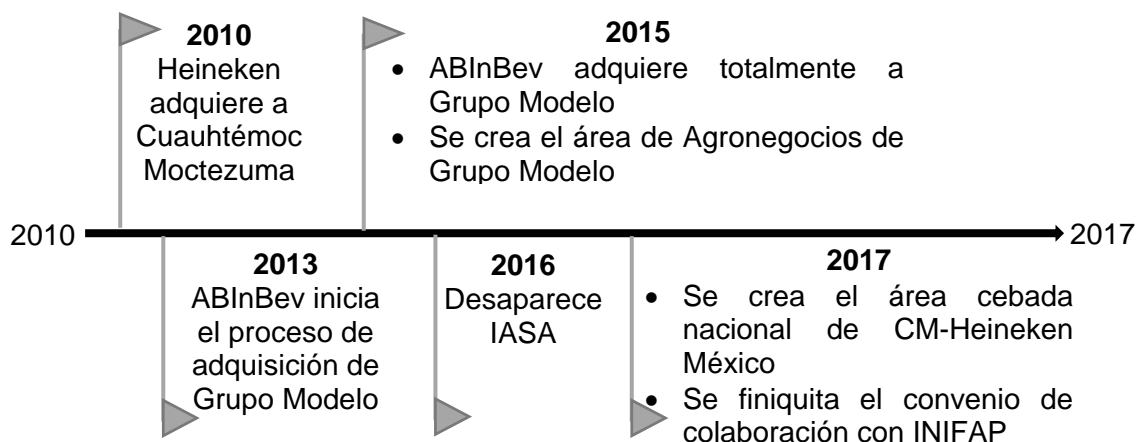 2010
Heineken
adquiere a
Cuauhtémoc
Moctezuma
2015
• ABInBev adquiere totalmente a
Grupo Modelo
• Se crea el área de Agronegocios de
Grupo Modelo
2010
2017
2013
ABInBev inicia
el proceso de
adquisición de
Grupo Modelo
2016
Desaparece
IASA
2017
• Se crea el área cebada
nacional de CM-Heineken
México
• Se finiquita el convenio de
colaboración con INIFAP